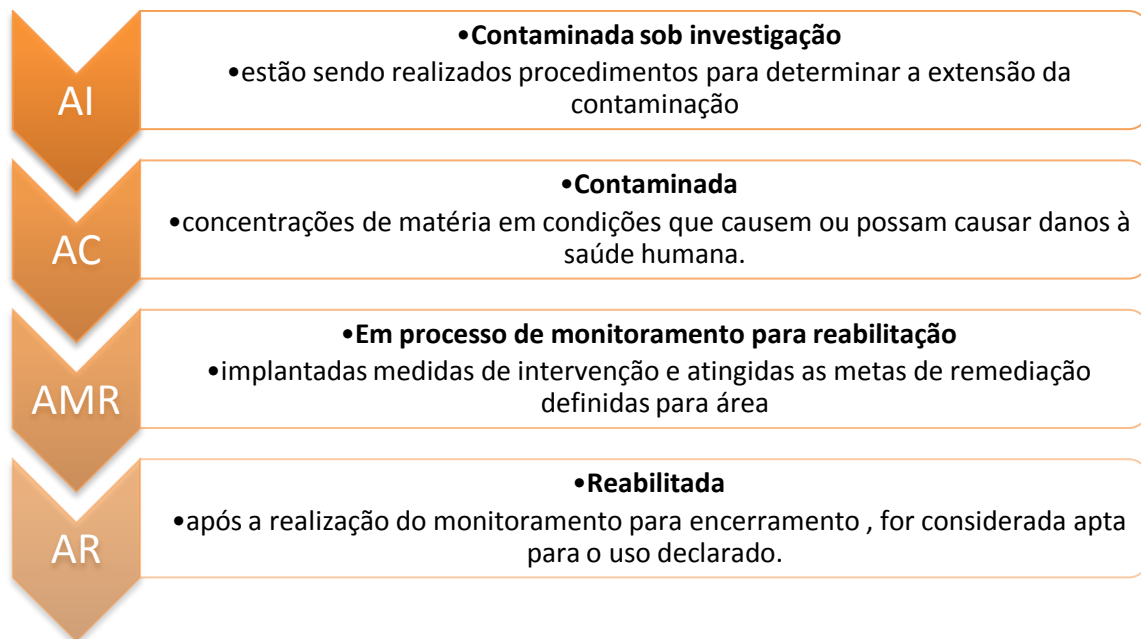 AI
•Contaminada sob investigação
•estão sendo realizados procedimentos para determinar a extensão da
contaminação
AC
•Contaminada
•concentrações de matéria em condições que causem ou possam causar danos à
saúde humana.
AMR
•Em processo de monitoramento para reabilitação
•implantadas medidas de intervenção e atingidas as metas de remediação
definidas para área
AR
•Reabilitada
•após a realização do monitoramento para encerramento , for considerada apta
para o uso declarado.